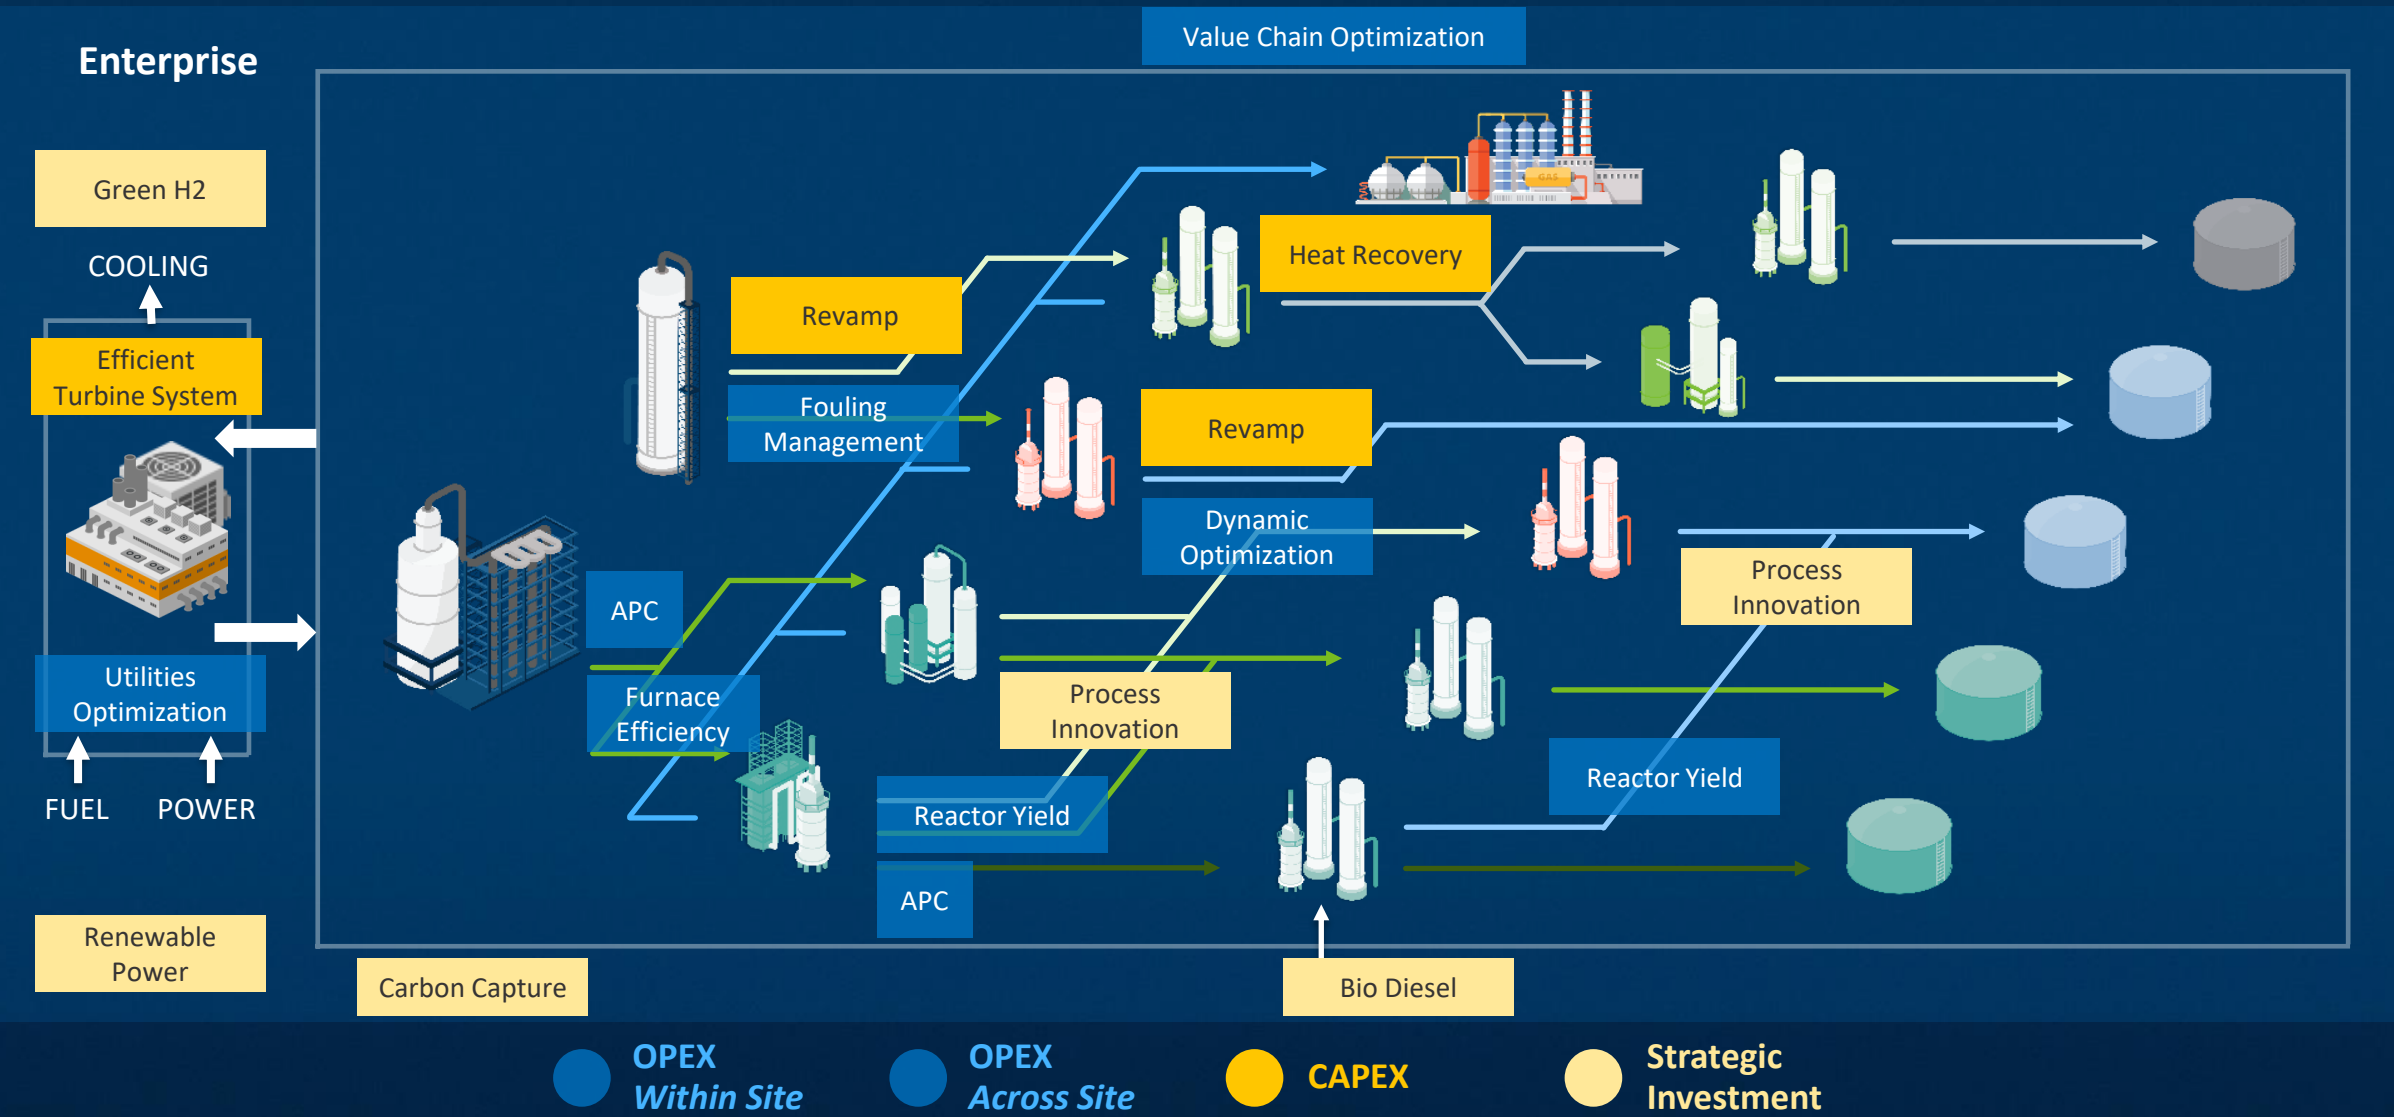 Value Chain Optimization
Enterprise
Green H2
COOLING
Efficient
Turbine System
Utilities
Optimization
FUEL
POWER
Renewable
Power
GAS
Heat Recovery
Revamp
Fouling
Management
Revamp
Dynamic
Optimization
APC
Process
Innovation
Furnace
Efficiency
Process
Innovation
Reactor Yield
Reactor Yield
APC
Carbon Capture
Bio Diesel
OPEX
Within Site
OPEX
Across Site
CAPEX
Strategic
Investment